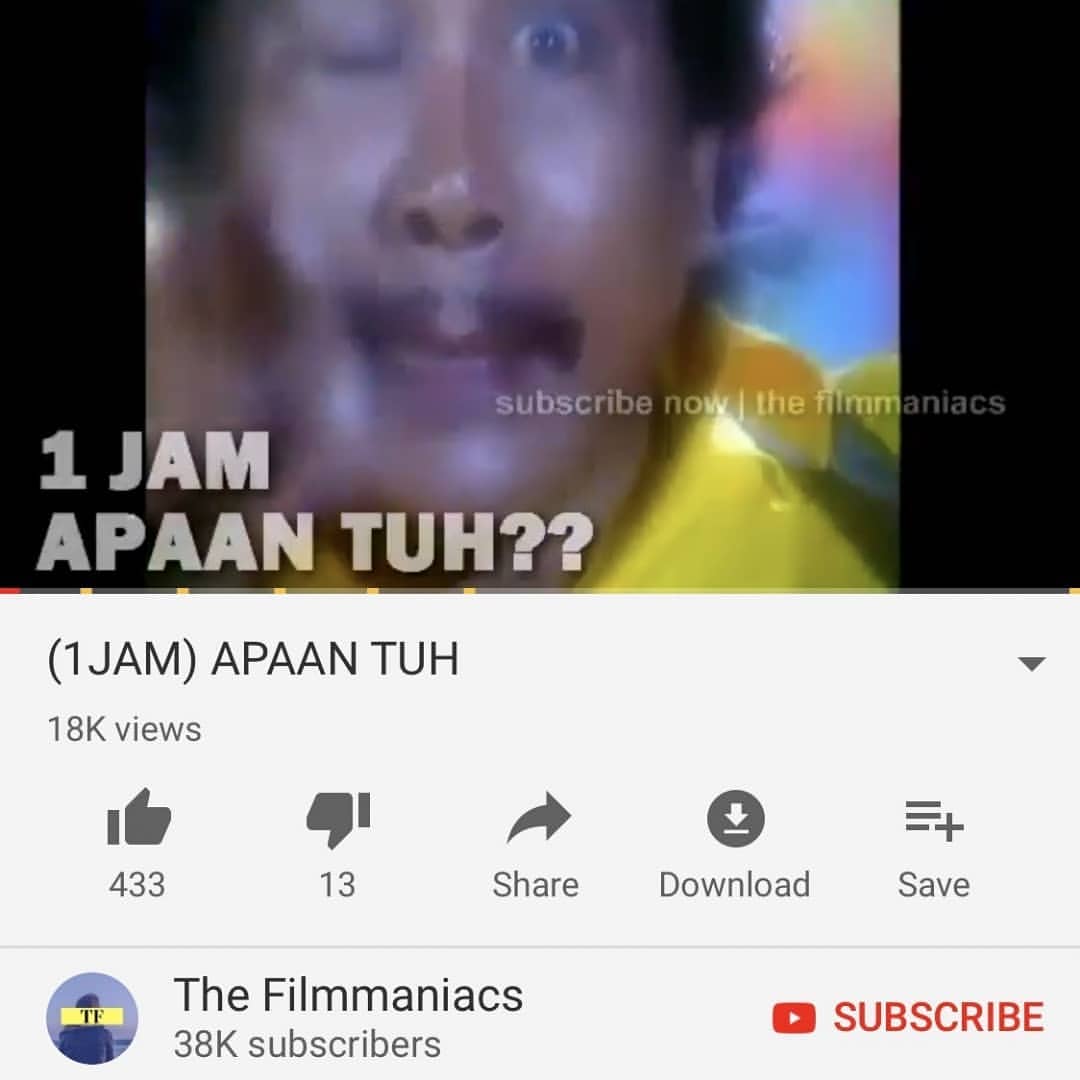 subscribe now | the filmmaniacs
1 JAM
APAAN TUH??
(1JAM) APAAN TUH
18K views
433
13
Share
Download
Save
TF
The Filmmaniacs
38K subscribers
SUBSCRIBE